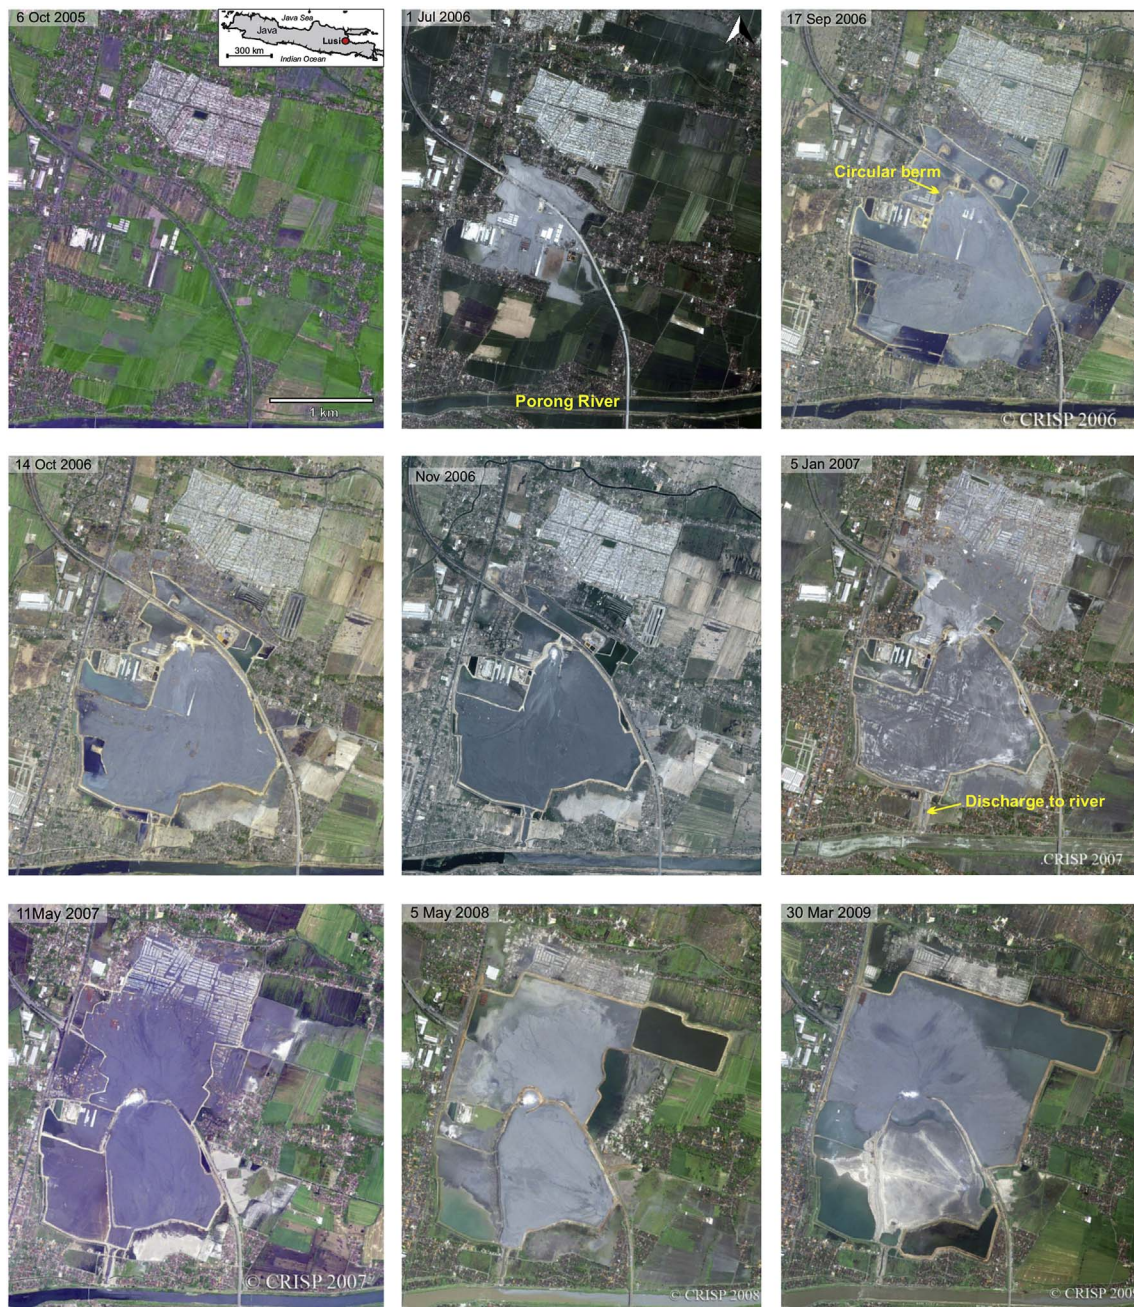 6 Oct 2005
Java Sea
Java
Lusi
300 km
Indian Ocean
1 km
1 Jul 2006
Porong River
17 Sep 2006
Circular berm
© CRISP 2006
14 Oct 2006
Nov 2006
5 Jan 2007
Discharge to river
.CRISP 2007
11May 2007
© CRISP 2007
5 May 2008
© CRISP 2008
30 Mar 2009
© CRISP 2009